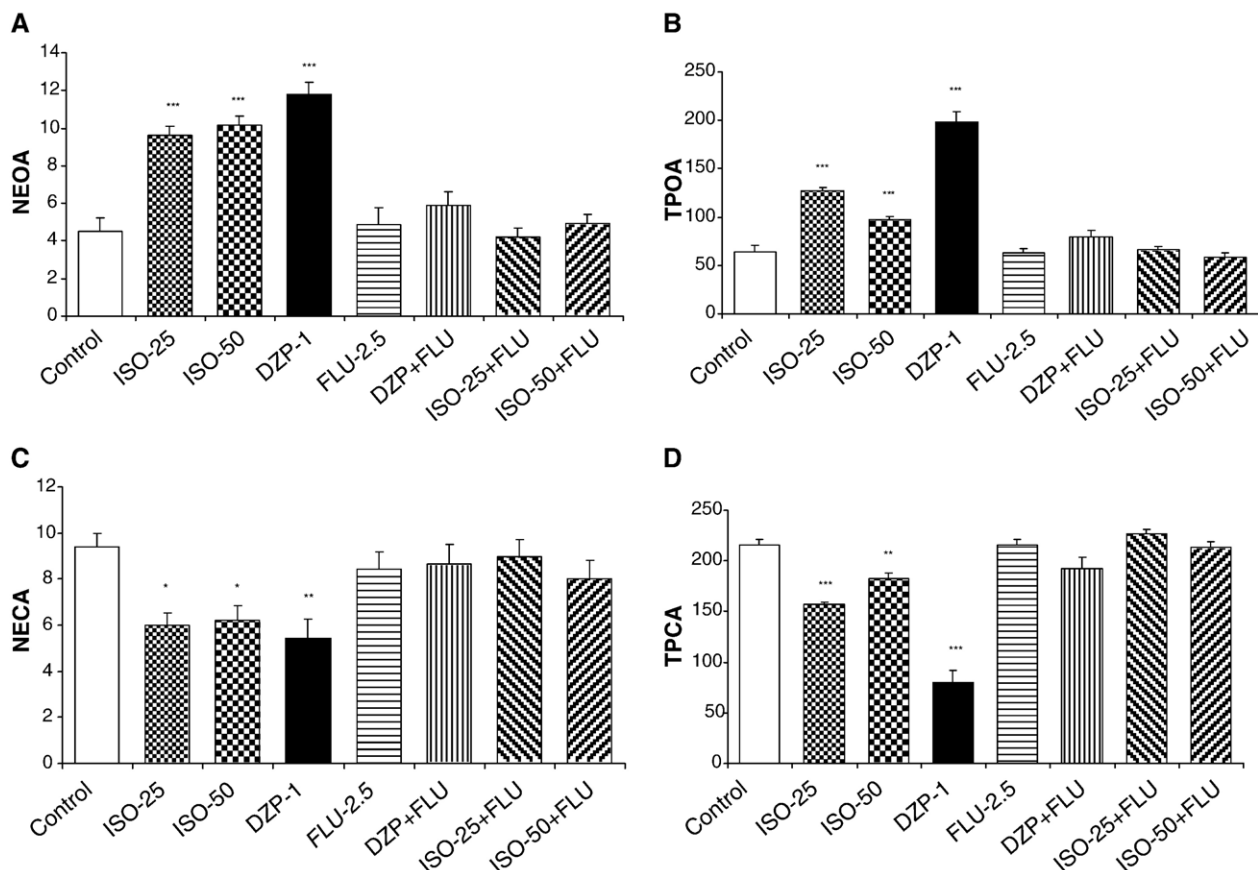 A
NEOA
14
12
10
8
6
4
2
0
***
***
***
Control
ISO-25
ISO-50
DZP-1
FLU-2.5
DZP+FLU
ISO-25+FLU
ISO-50+FLU
B
TPOA
250
200
150
100
50
0
***
***
***
Control
ISO-25
ISO-50
DZP-1
FLU-2.5
DZP+FLU
ISO-25+FLU
ISO-50+FLU
C
NECA
12
10
8
6
4
2
0
*
*
**
Control
ISO-25
ISO-50
DZP-1
FLU-2.5
DZP+FLU
ISO-25+FLU
ISO-50+FLU
D
TPCA
250
200
150
100
50
0
***
**
***
Control
ISO-25
ISO-50
DZP-1
FLU-2.5
DZP+FLU
ISO-25+FLU
ISO-50+FLU